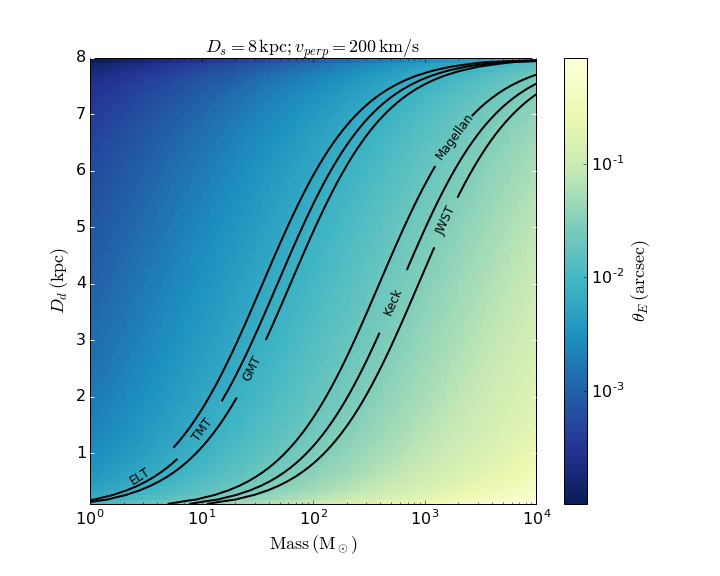 D_s = 8 kpc; v_perp = 200 km/s
8
7
6
5
4
3
2
1
D_d (kpc)
Magellan
JWST
Keck
GMT
TMT
ELT
10^0 10^1 10^2 10^3 10^4
Mass (M_⊙)
10^-1
10^-2
10^-3
θ_E (arcsec)